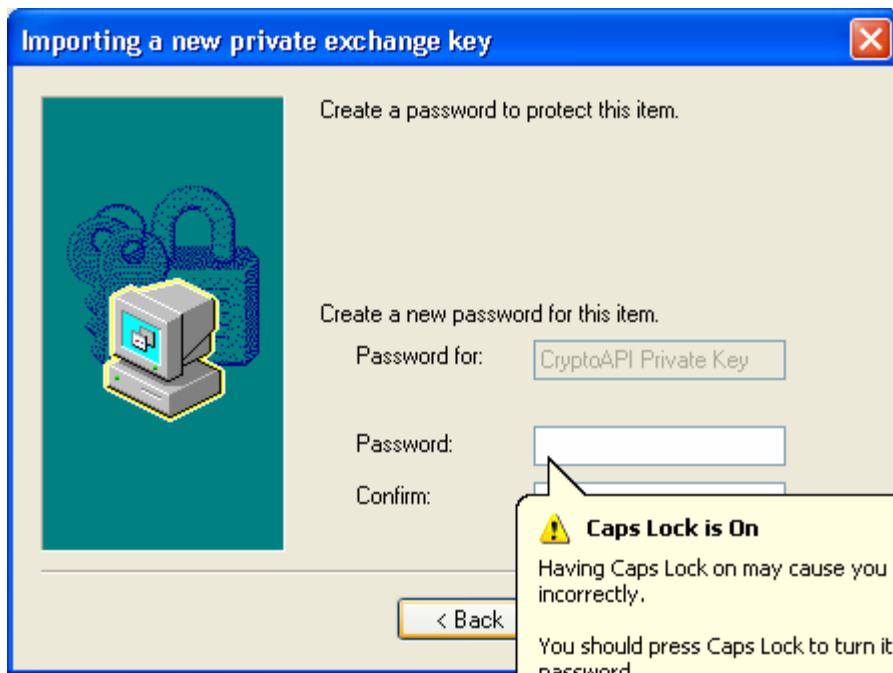 Importing a new private exchange key
Create a password to protect this item.
Create a new password for this item.
Password for: CryptoAPI Private Key
Password:
Confirm:
Caps Lock is On
Having Caps Lock on may cause you
incorrectly.
< Back
You should press Caps Lock to turn it
password